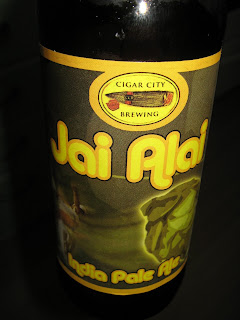 CIGAR CITY
BREWING
Jai Alai
India Pale Ale